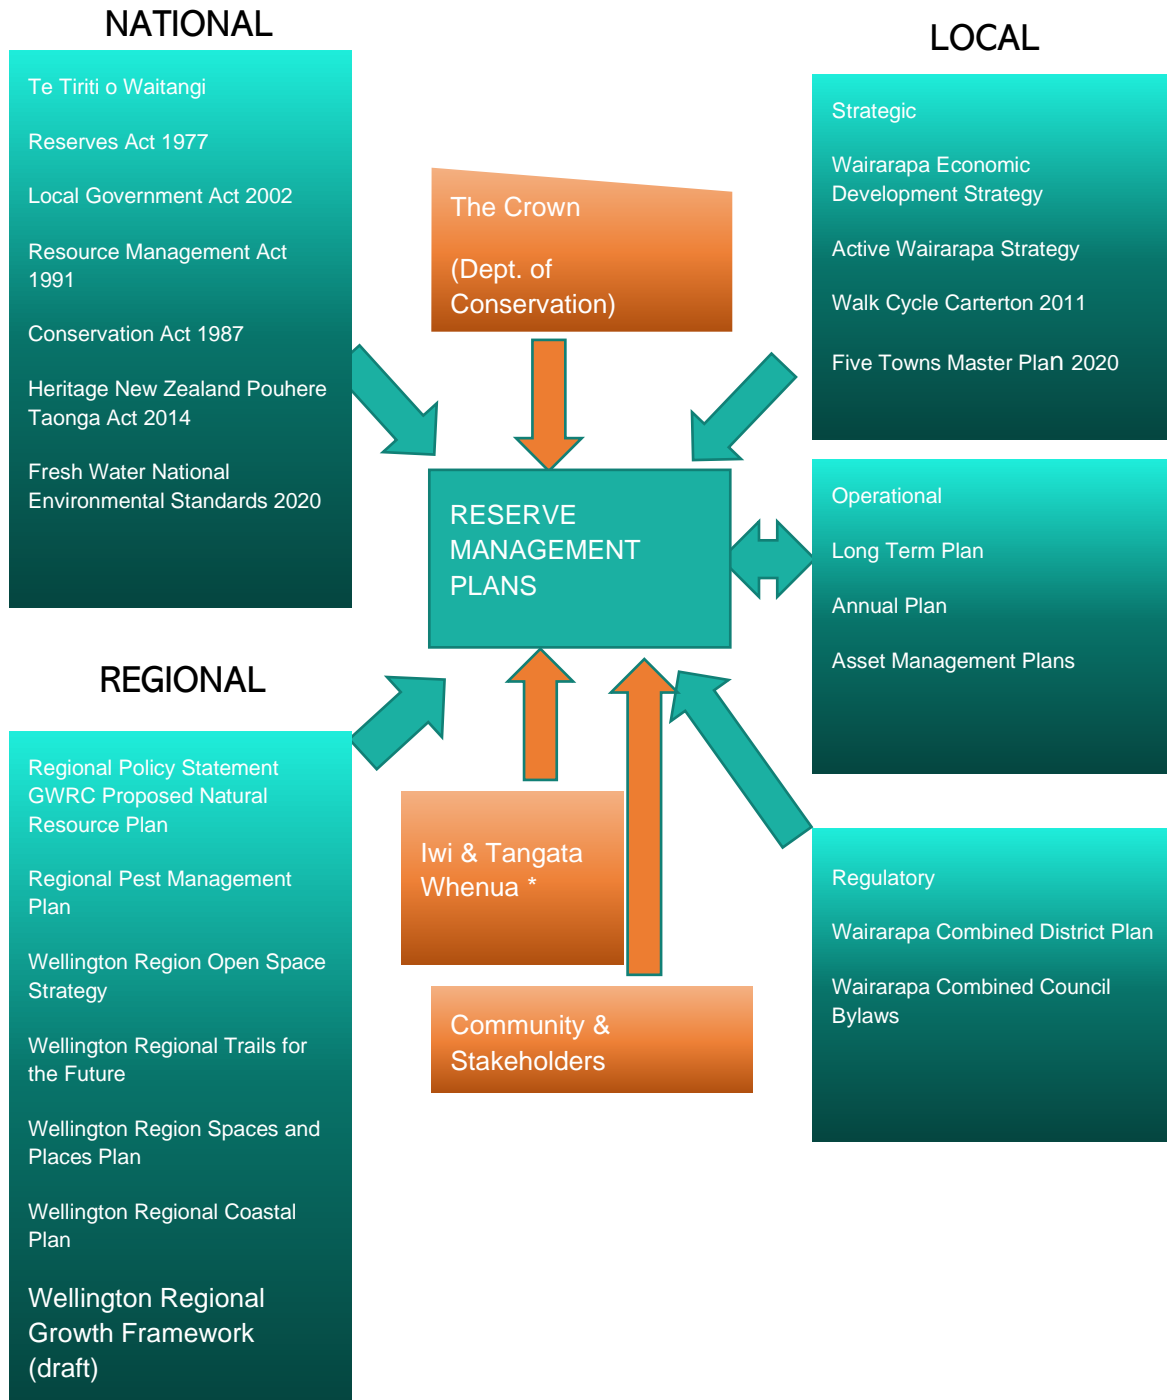 NATIONAL
Te Tiriti o Waitangi
Reserves Act 1977
Local Government Act 2002
Resource Management Act
1991
Conservation Act 1987
Heritage New Zealand Pouhere
Taonga Act 2014
Fresh Water National
Environmental Standards 2020
REGIONAL
Regional Policy Statement
GWRC Proposed Natural
Resource Plan
Regional Pest Management
Plan
Wellington Region Open Space
Strategy
Wellington Regional Trails for
the Future
Wellington Region Spaces and
Places Plan
Wellington Regional Coastal
Plan
Wellington Regional
Growth Framework
(draft)
The Crown
(Dept. of
Conservation)
RESERVE
MANAGEMENT
PLANS
Iwi & Tangata
Whenua *
Community &
Stakeholders
LOCAL
Strategic
Wairarapa Economic
Development Strategy
Active Wairarapa Strategy
Walk Cycle Carterton 2011
Five Towns Master Plan 2020
Operational
Long Term Plan
Annual Plan
Asset Management Plans
Regulatory
Wairarapa Combined District Plan
Wairarapa Combined Council
Bylaws